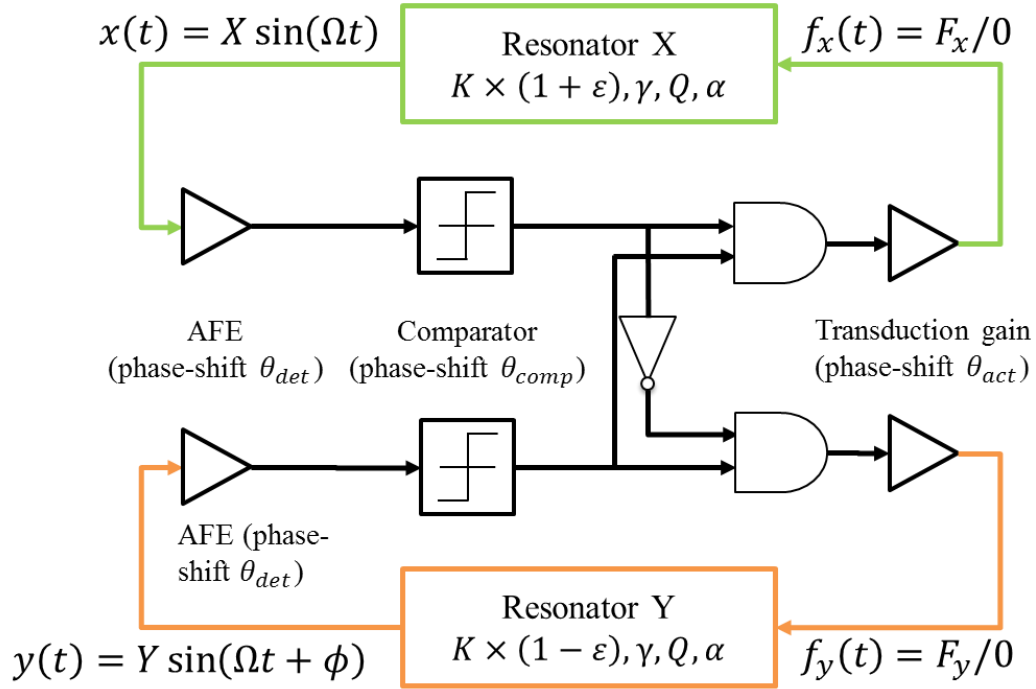 x(t) = X sin(Ωt)
Resonator X
K × (1 + ε), γ, Q, α
f_x(t) = F_x/0
AFE
(phase-shift θ_det)
Comparator
(phase-shift θ_comp)
Transduction gain
(phase-shift θ_act)
AFE (phase-
shift θ_det)
Resonator Y
K × (1 − ε), γ, Q, α
y(t) = Y sin(Ωt + ϕ)
f_y(t) = F_y/0